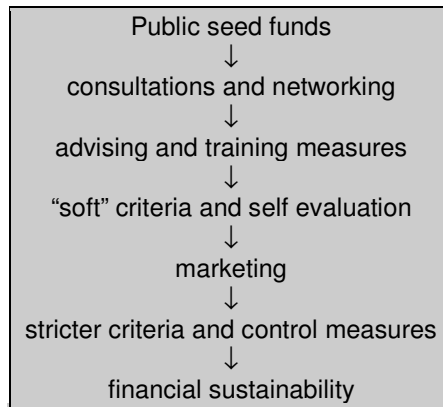 Public seed funds
↓
consultations and networking
↓
advising and training measures
↓
“soft” criteria and self evaluation
↓
marketing
↓
stricter criteria and control measures
↓
financial sustainability